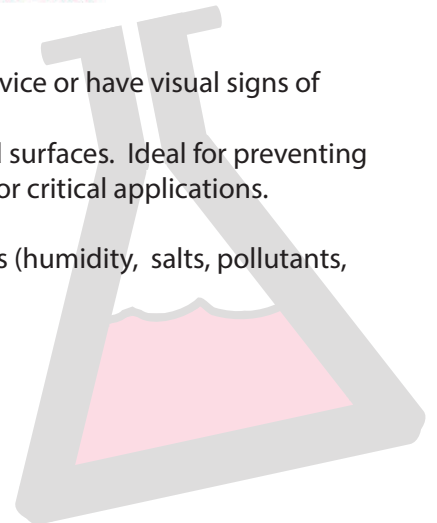 vice or have visual signs of
surfaces. Ideal for preventing
or critical applications.
s (humidity, salts, pollutants,